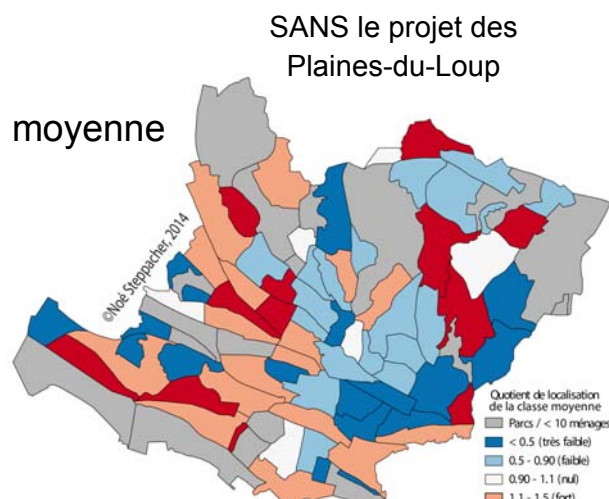 SANS le projet des
Plaines-du-Loup
moyenne
©Noé Steppacher, 2014
Quotient de localisation
de la classe moyenne
Parcs / < 10 ménages
< 0.5 (très faible)
0.5 - 0.90 (faible)
0.90 - 1.1 (nul)
1.1 - 1.5 (fort)